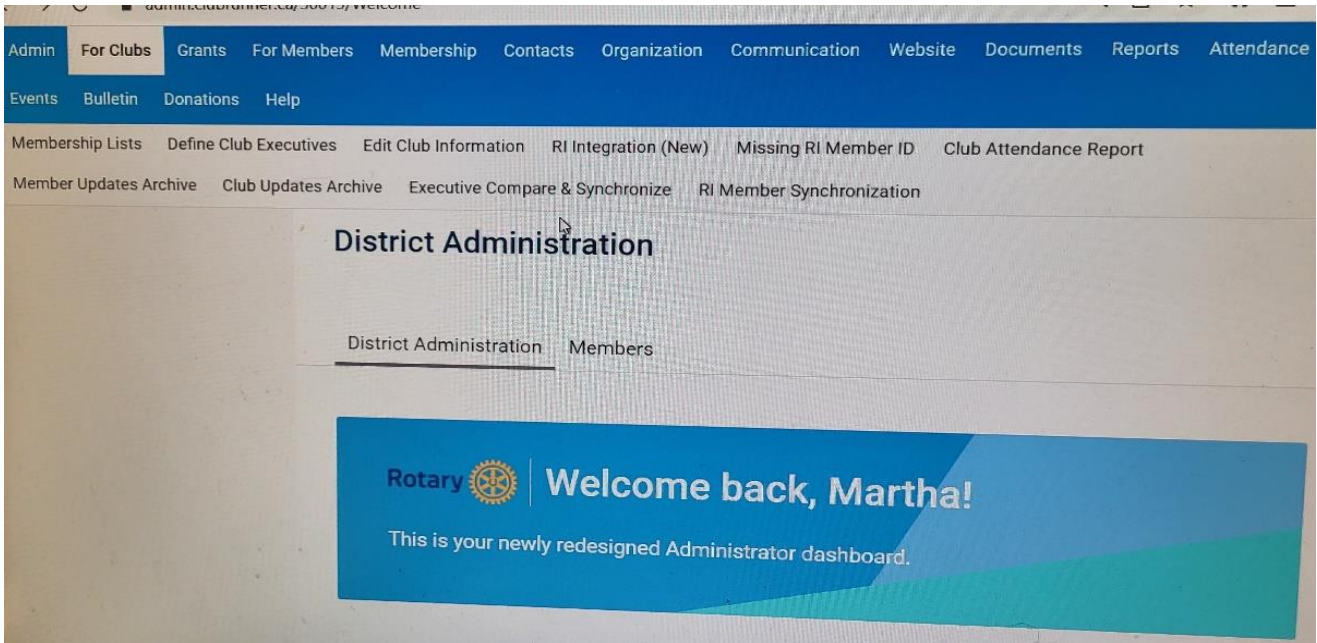 Admin For Clubs Grants For Members Membership Contacts Organization Communication Website Documents Reports Attendance
Events Bulletin Donations Help
Membership Lists Define Club Executives Edit Club Information RI Integration (New) Missing RI Member ID Club Attendance Report
Member Updates Archive Club Updates Archive Executive Compare & Synchronize RI Member Synchronization
District Administration
District Administration Members
Rotary Welcome back, Martha!
This is your newly redesigned Administrator dashboard.